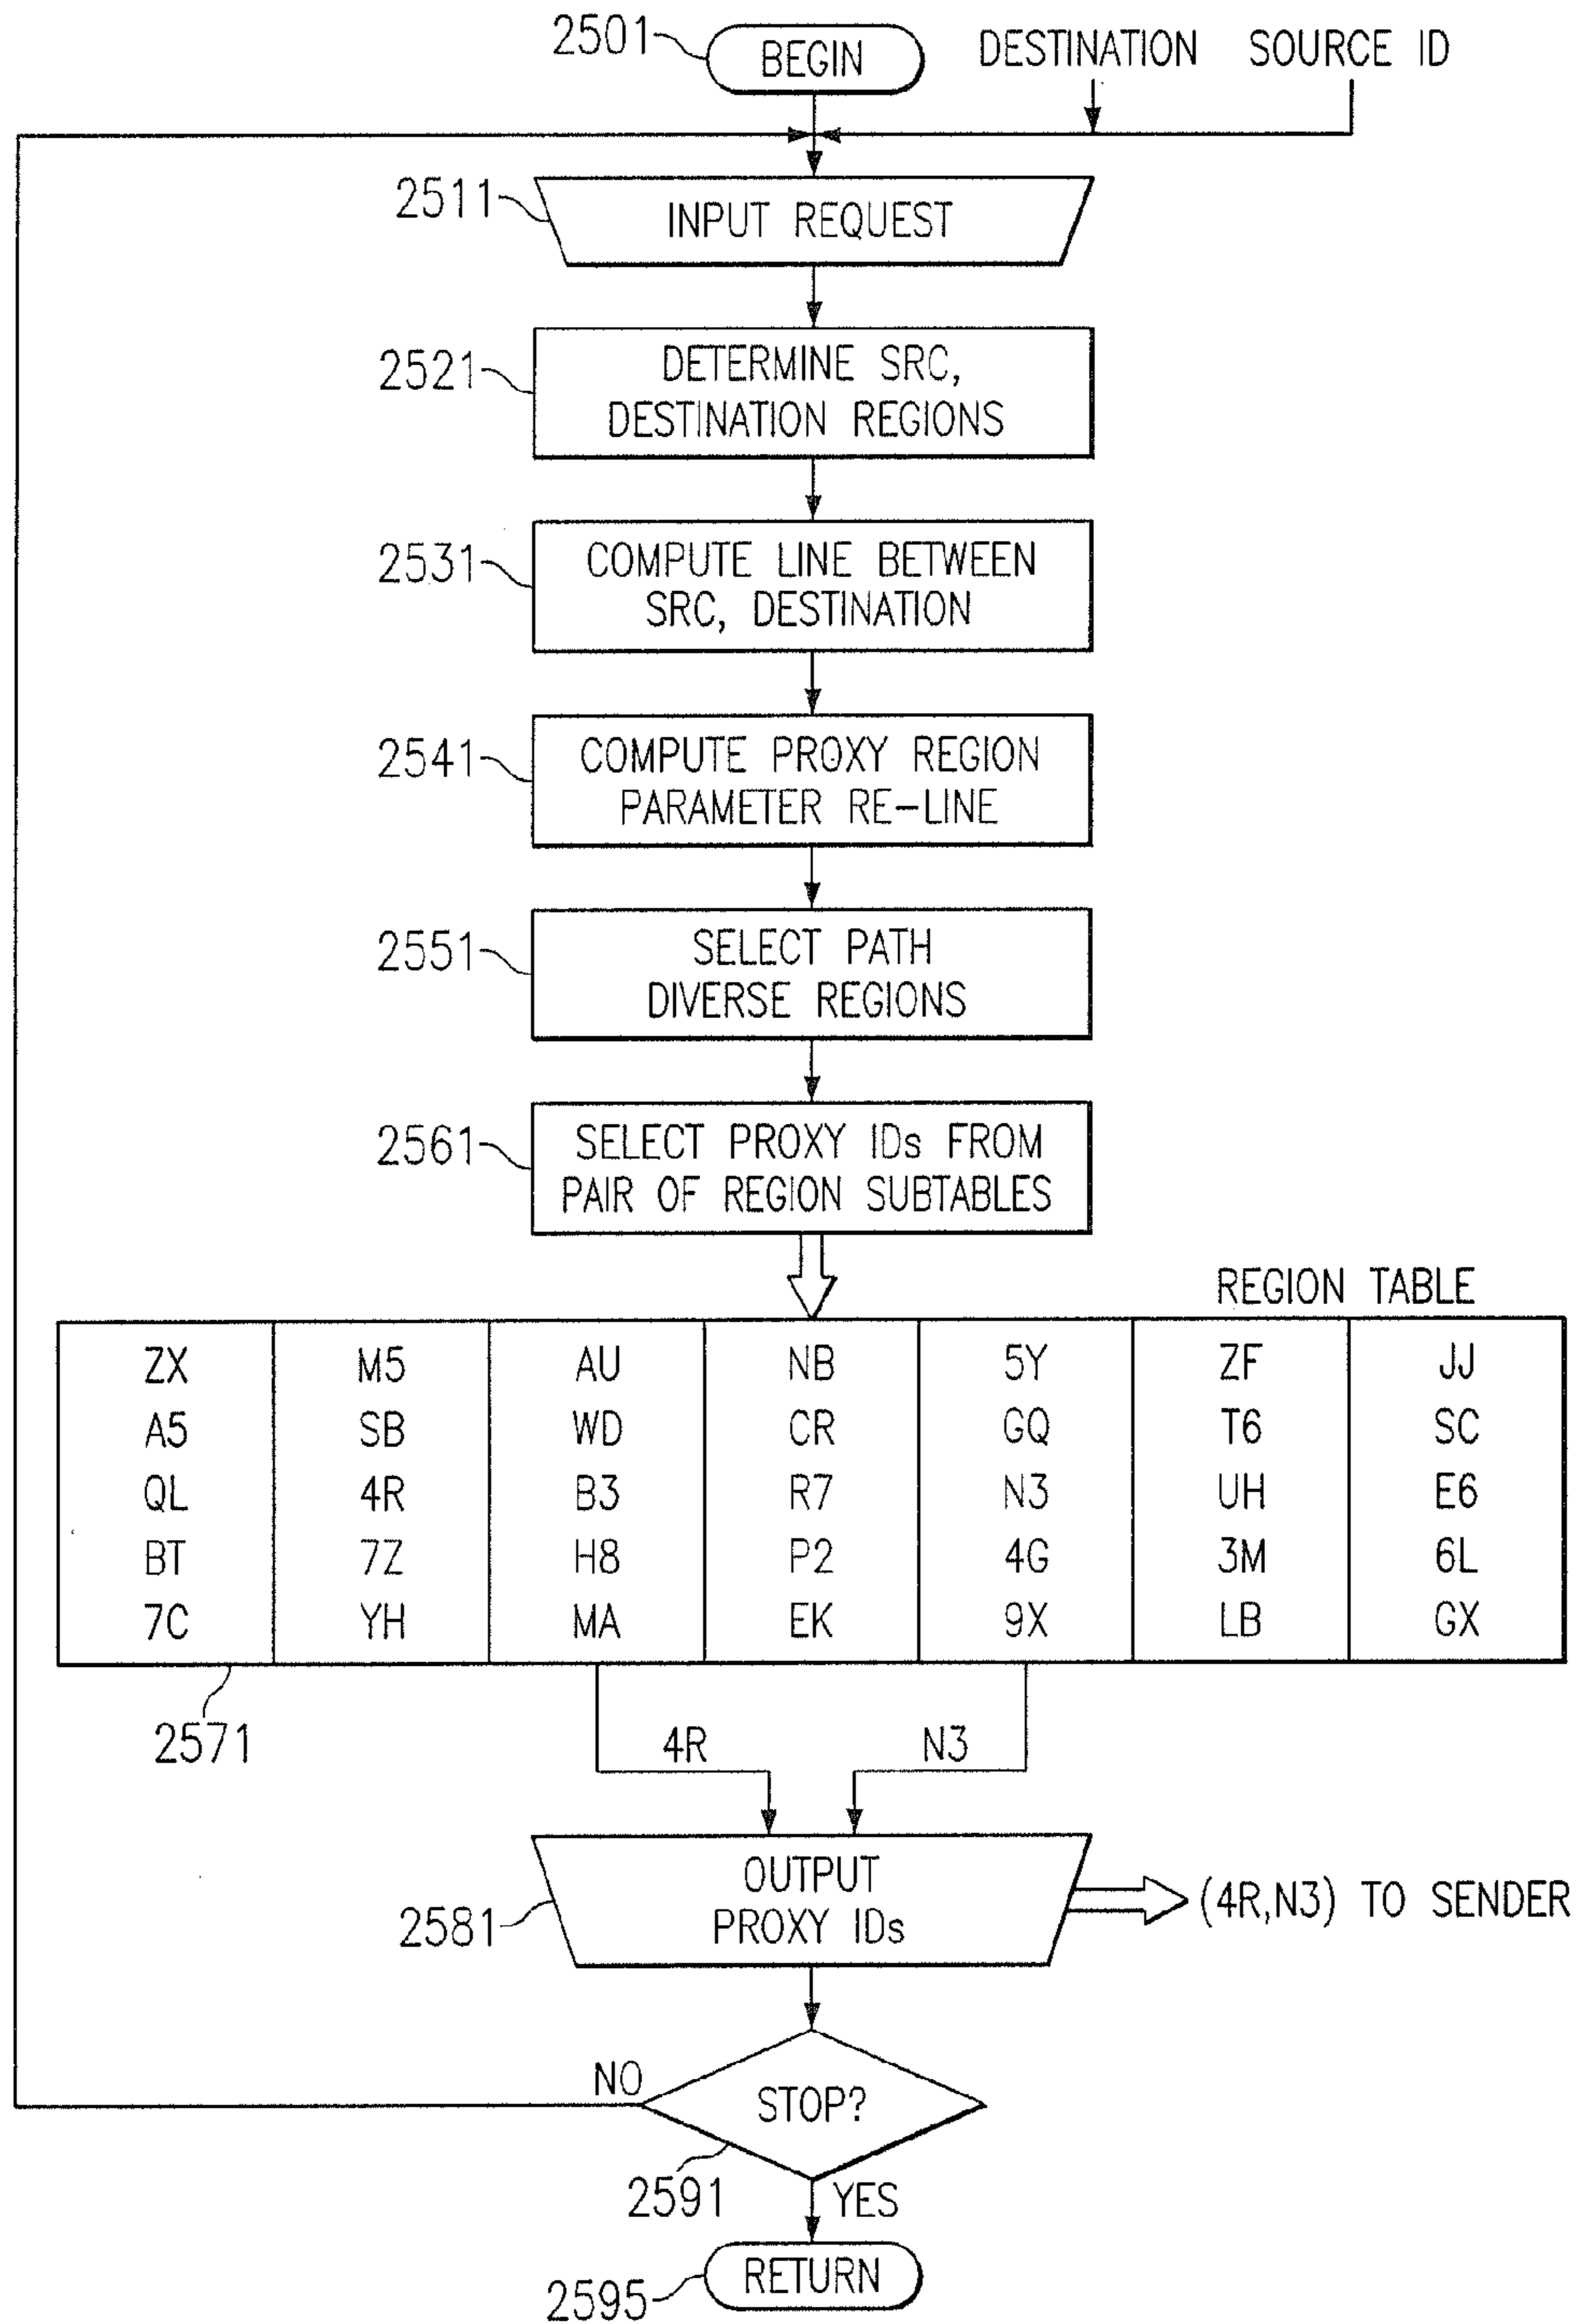 2501
BEGIN
DESTINATION
SOURCE ID
2511
INPUT REQUEST
2521
DETERMINE SRC,
DESTINATION REGIONS
2531
COMPUTE LINE BETWEEN
SRC, DESTINATION
2541
COMPUTE PROXY REGION
PARAMETER RE-LINE
2551
SELECT PATH
DIVERSE REGIONS
2561
SELECT PROXY IDs FROM
PAIR OF REGION SUBTABLES
REGION TABLE
ZX M5 AU NB 5Y ZF JJ
A5 SB WD CR GQ T6 SC
QL 4R B3 R7 N3 UH E6
BT 7Z H8 P2 4G 3M 6L
7C YH MA EK 9X LB GX
2571
4R
N3
2581
OUTPUT
PROXY IDs
(4R,N3) TO SENDER
NO
STOP?
2591
YES
2595
RETURN